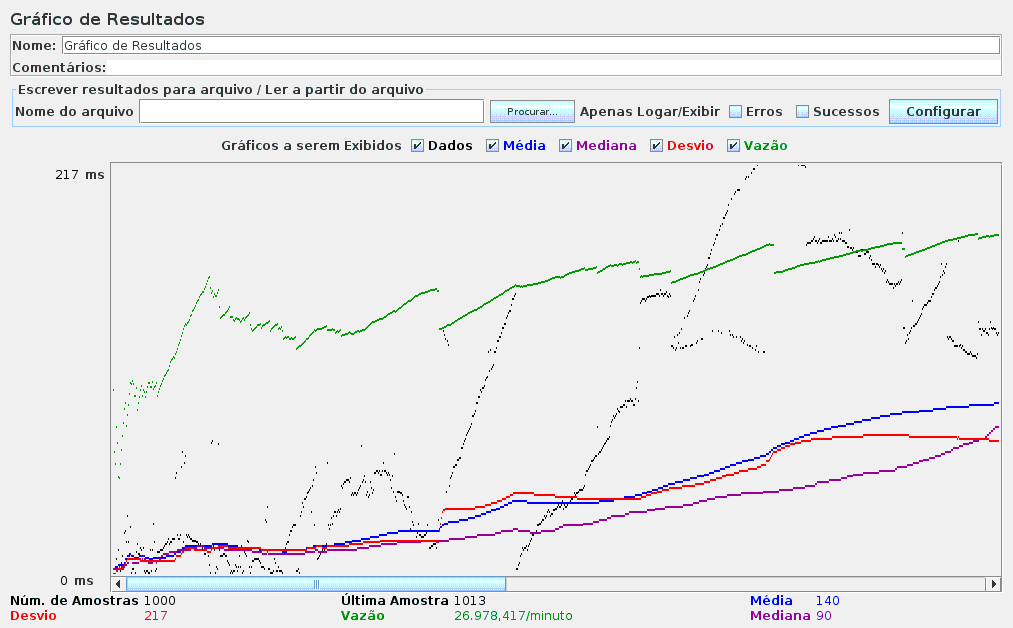 Gráfico de Resultados
Nome: Gráfico de Resultados
Comentários:
Escrever resultados para arquivo / Ler a partir do arquivo
Nome do arquivo Procurar... Apenas Logar/Exibir Erros Sucessos Configurar
Gráficos a serem Exibidos Dados Média Mediana Desvio Vazão
217 ms
0 ms
Núm. de Amostras 1000 Última Amostra 1013 Média 140
Desvio 217 Vazão 26.978,417/minuto Mediana 90